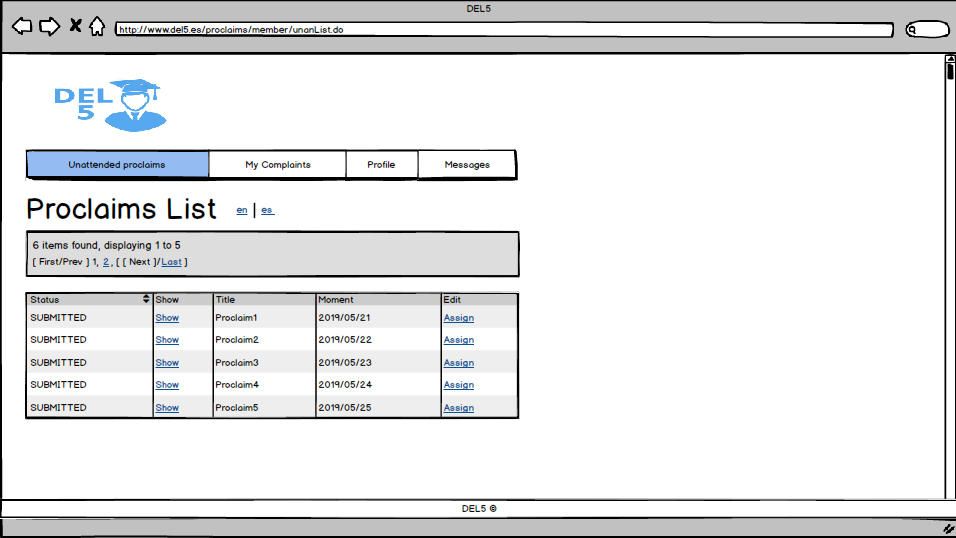 DEL5
http://www.del5.es/proclaims/member/unanList.do
DEL
5
Unattended proclaims My Complaints Profile Messages
Proclaims List en | es
6 items found, displaying 1 to 5
[ First/Prev ] 1, 2 , [ [ Next ]/Last ]
Status Show Title Moment Edit
SUBMITTED Show Proclaim1 2019/05/21 Assign
SUBMITTED Show Proclaim2 2019/05/22 Assign
SUBMITTED Show Proclaim3 2019/05/23 Assign
SUBMITTED Show Proclaim4 2019/05/24 Assign
SUBMITTED Show Proclaim5 2019/05/25 Assign
DEL5 ©